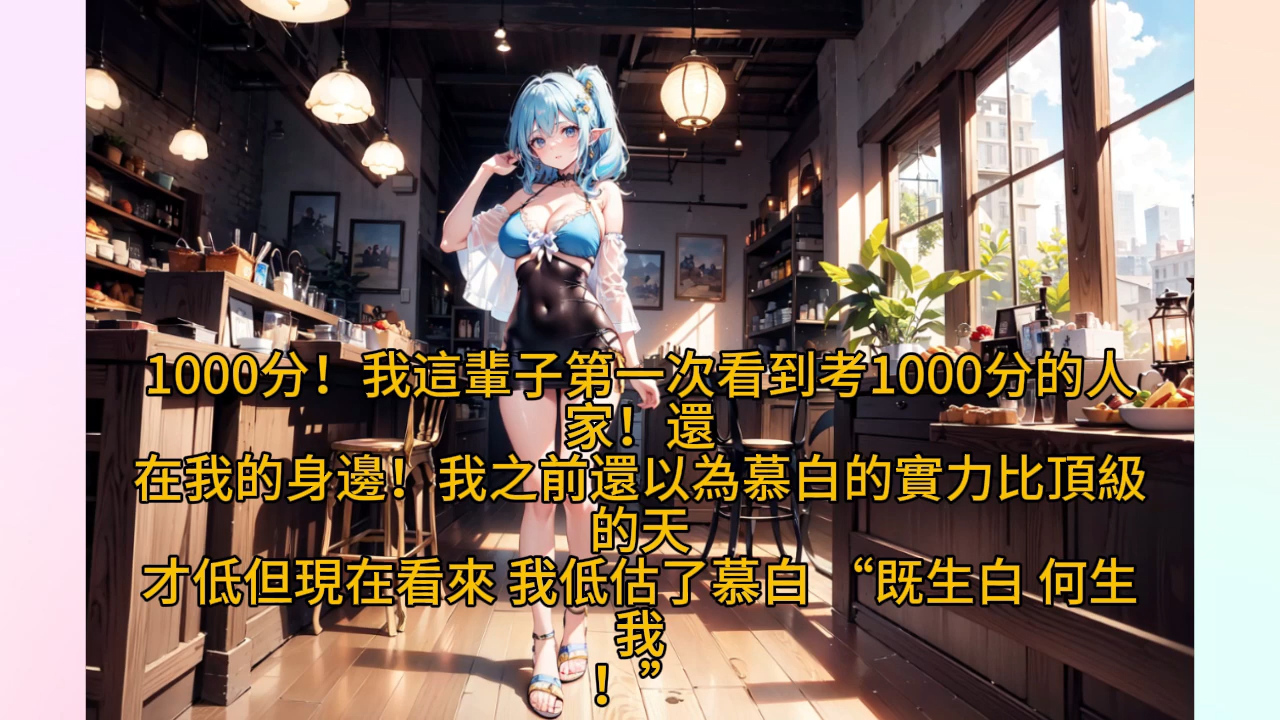 1000分！我這輩子第一次看到考1000分的人
家！還
在我的身邊！我之前還以為慕白的實力比頂級
的天
才低但現在看來 我低估了慕白 “既生白 何生
我
！”